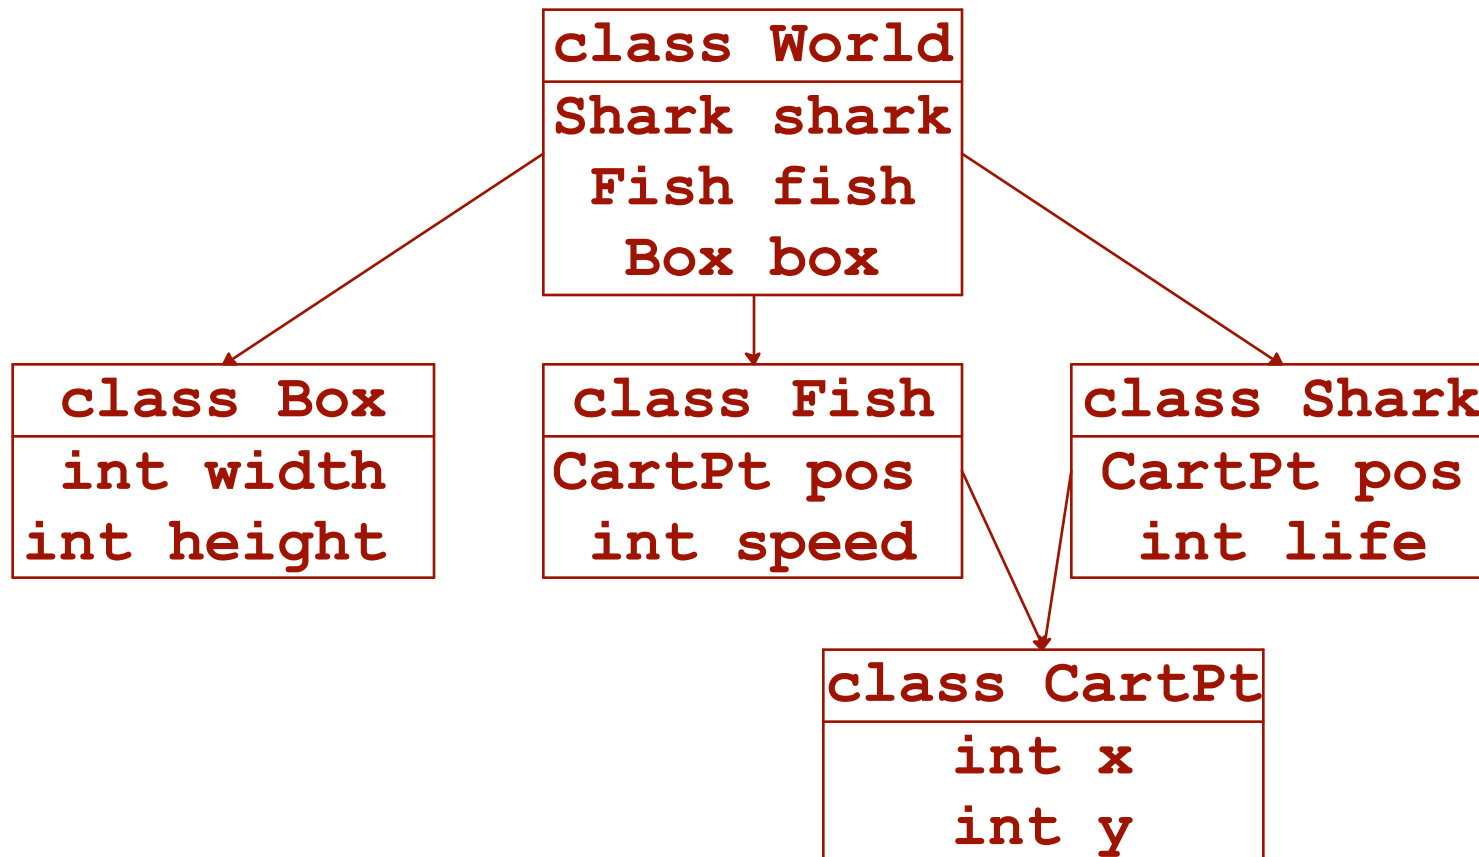 class World
Shark shark
Fish fish
Box box
class Box
int width
int height
class Fish
CartPt pos
int speed
class Shark
CartPt pos
int life
class CartPt
int x
int y